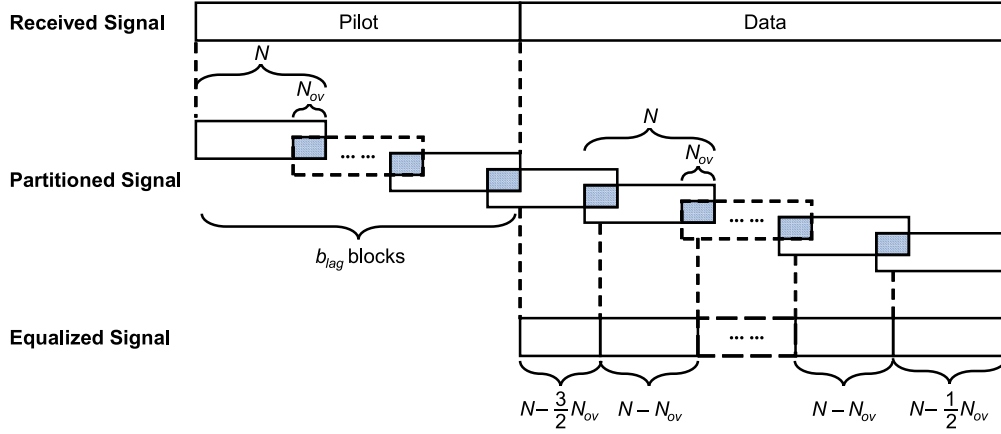 Received Signal Pilot Data
N
N_ov
N
Partitioned Signal
N_ov
... ...
... ...
b_lag blocks
Equalized Signal
... ...
N − 3/2 N_ov N − N_ov N − N_ov N − 1/2 N_ov